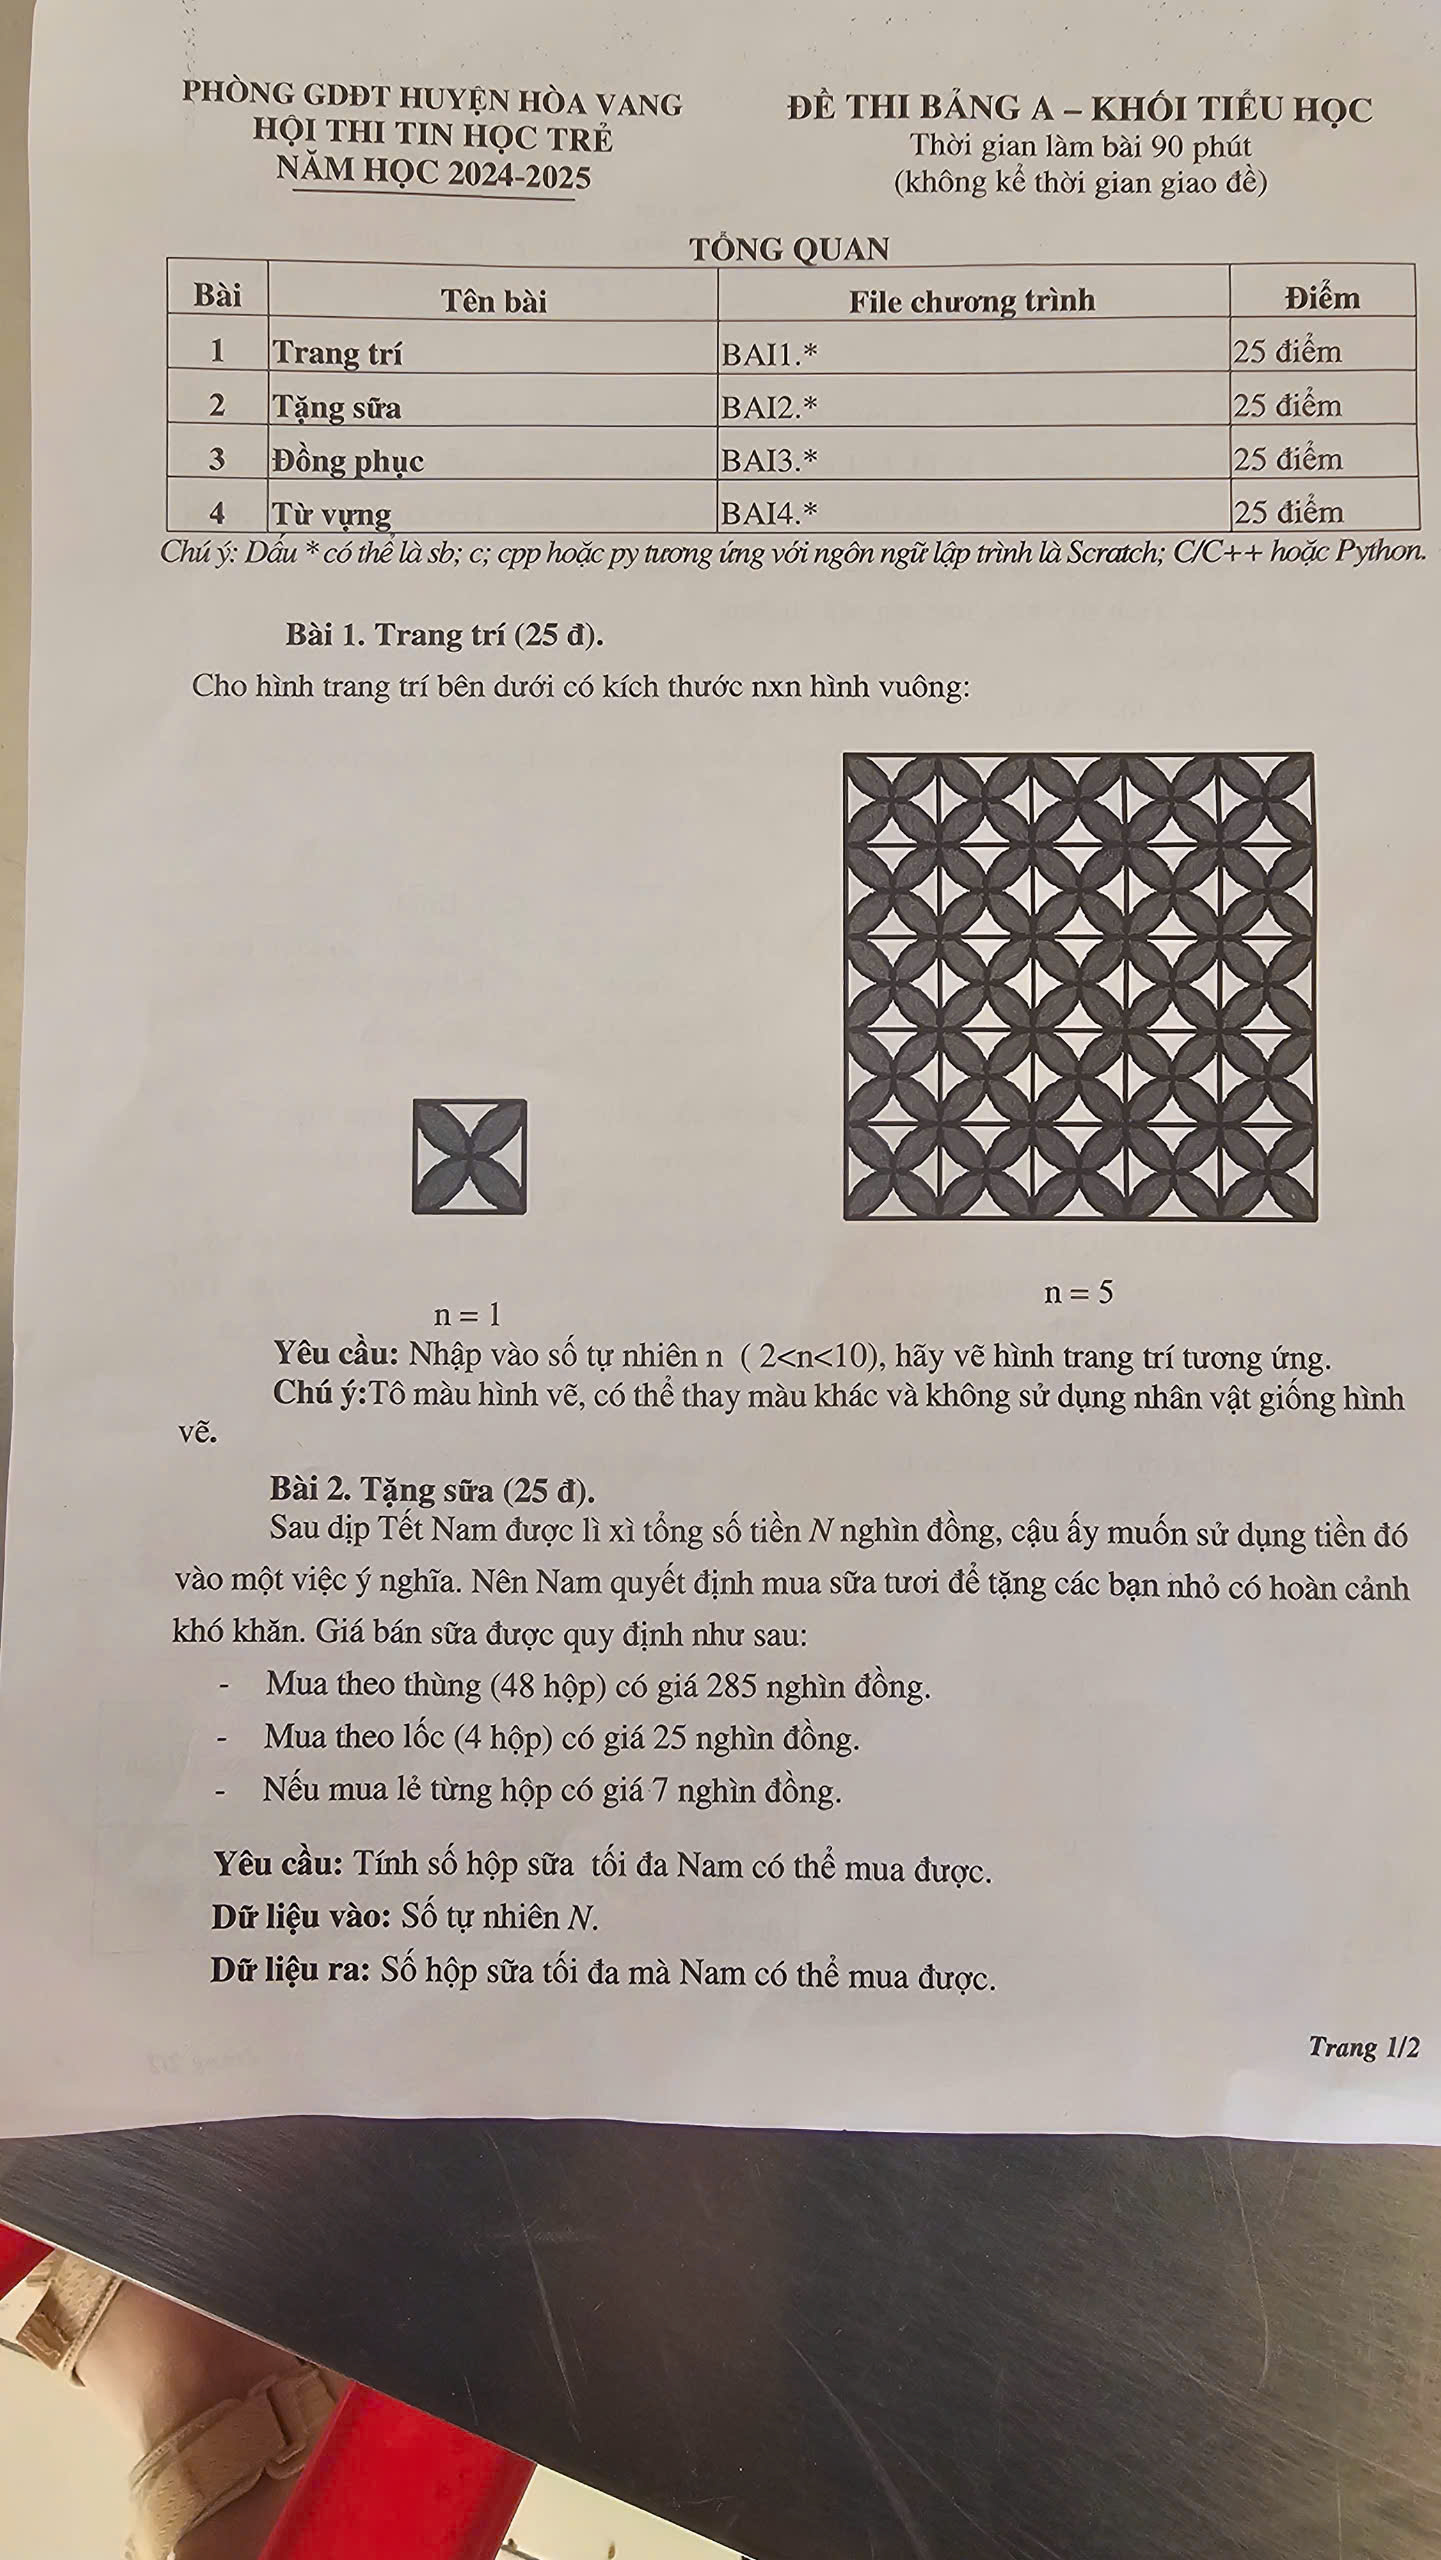 PHÒNG GDĐT HUYỆN HÒA VANG
HỘI THI TIN HỌC TRẺ
NĂM HỌC 2024-2025
ĐỀ THI BẢNG A – KHỐI TIỂU HỌC
Thời gian làm bài 90 phút
(không kể thời gian giao đề)
TỔNG QUAN
Bài Tên bài File chương trình Điểm
1 Trang trí BAI1.* 25 điểm
2 Tặng sữa BAI2.* 25 điểm
3 Đồng phục BAI3.* 25 điểm
4 Từ vựng BAI4.* 25 điểm
Chú ý: Dấu * có thể là sb; c; cpp hoặc py tương ứng với ngôn ngữ lập trình là Scratch; C/C++ hoặc Python.
Bài 1. Trang trí (25 đ).
Cho hình trang trí bên dưới có kích thước nxn hình vuông:
n = 1
n = 5
Yêu cầu: Nhập vào số tự nhiên n ( 2<n<10), hãy vẽ hình trang trí tương ứng.
Chú ý:Tô màu hình vẽ, có thể thay màu khác và không sử dụng nhân vật giống hình
vẽ.
Bài 2. Tặng sữa (25 đ).
Sau dịp Tết Nam được lì xì tổng số tiền N nghìn đồng, cậu ấy muốn sử dụng tiền đó
vào một việc ý nghĩa. Nên Nam quyết định mua sữa tươi để tặng các bạn nhỏ có hoàn cảnh
khó khăn. Giá bán sữa được quy định như sau:
- Mua theo thùng (48 hộp) có giá 285 nghìn đồng.
- Mua theo lốc (4 hộp) có giá 25 nghìn đồng.
- Nếu mua lẻ từng hộp có giá 7 nghìn đồng.
Yêu cầu: Tính số hộp sữa tối đa Nam có thể mua được.
Dữ liệu vào: Số tự nhiên N.
Dữ liệu ra: Số hộp sữa tối đa mà Nam có thể mua được.
Trang 1/2